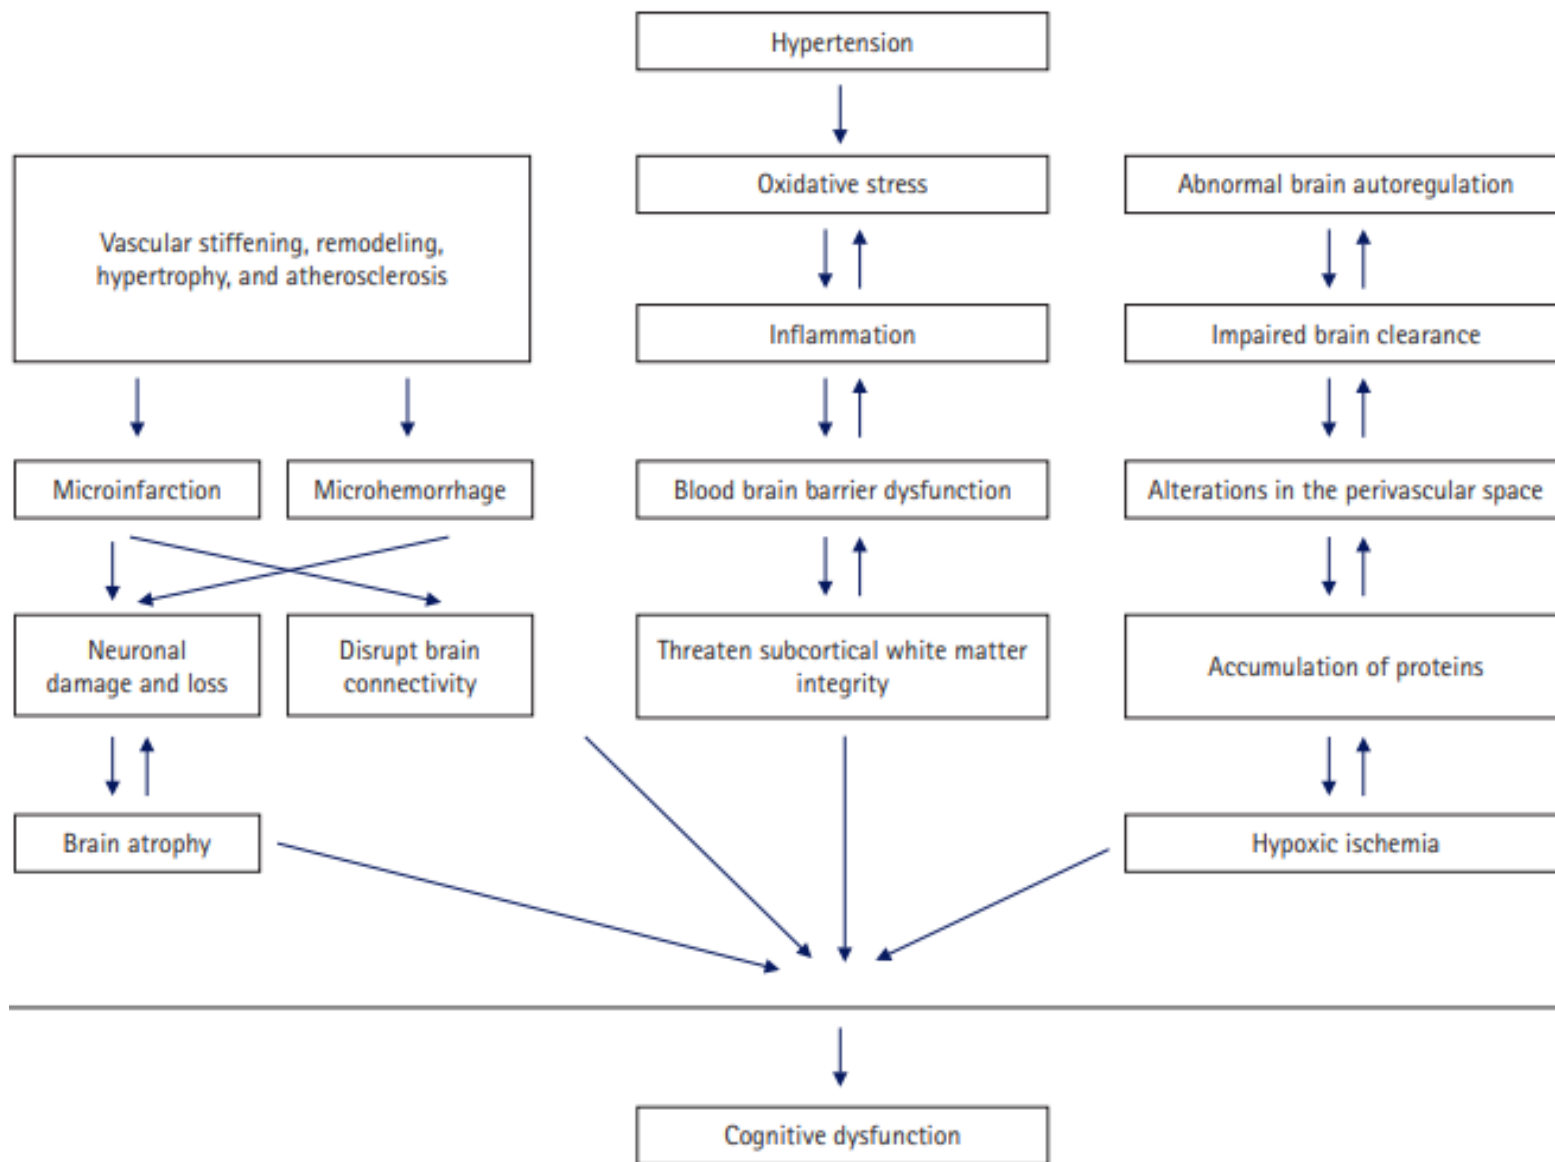 Hypertension
Oxidative stress
Abnormal brain autoregulation
Vascular stiffening, remodeling,
hypertrophy, and atherosclerosis
Inflammation
Impaired brain clearance
Microinfarction
Microhemorrhage
Blood brain barrier dysfunction
Alterations in the perivascular space
Neuronal
damage and loss
Disrupt brain
connectivity
Threaten subcortical white matter
integrity
Accumulation of proteins
Brain atrophy
Hypoxic ischemia
Cognitive dysfunction